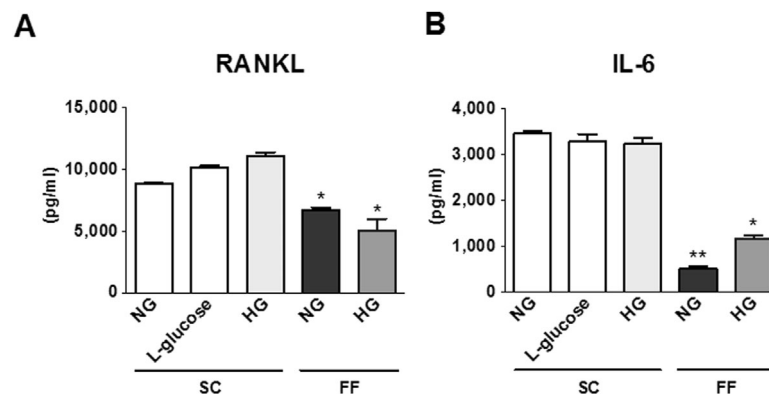 A
RANKL
15,000
10,000
5,000
0
(pg/ml)
*
*
NG
L-glucose
HG
NG
HG
SC
FF
B
IL-6
4,000
3,000
2,000
1,000
0
(pg/ml)
**
*
NG
L-glucose
HG
NG
HG
SC
FF